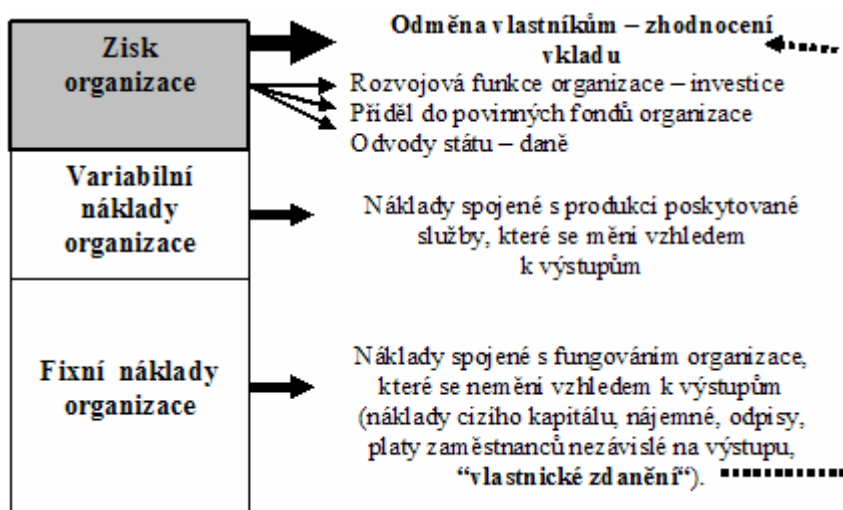 Zisk
organizace
Odměna vlastníkům – zhodnocení
vkladu
Rozvojová funkce organizace – investice
Příděl do povinných fondů organizace
Odvody státu – daně
Variabilní
náklady
organizace
Náklady spojené s produkcí poskytované
služby, které se mění vzhledem
k výstupům
Fixní náklady
organizace
Náklady spojené s fungováním organizace,
které se nemění vzhledem k výstupům
(náklady cizího kapitálu, nájemné, odpisy,
platy zaměstnanců nezávislé na výstupu,
“vlastnické zdanění“).